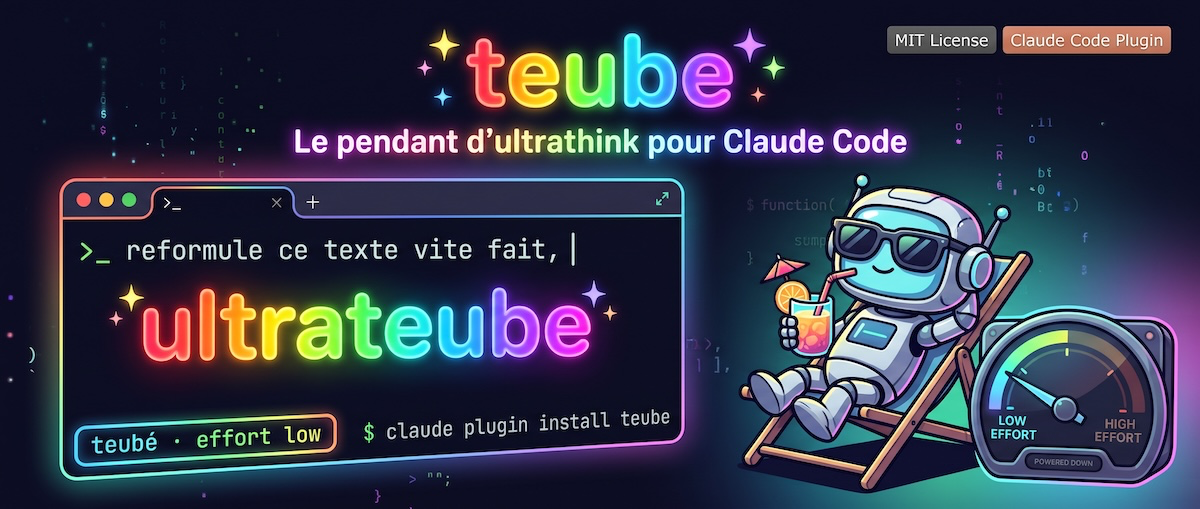 MIT License
Claude Code Plugin
teube
Le pendant d’ultrathink pour Claude Code
>_
+
>_ reformule ce texte vite fait,
ultrateube
teubé · effort low
$ claude plugin install teube
$ function(
LOW EFFORT
HIGH EFFORT
POWERED DOWN